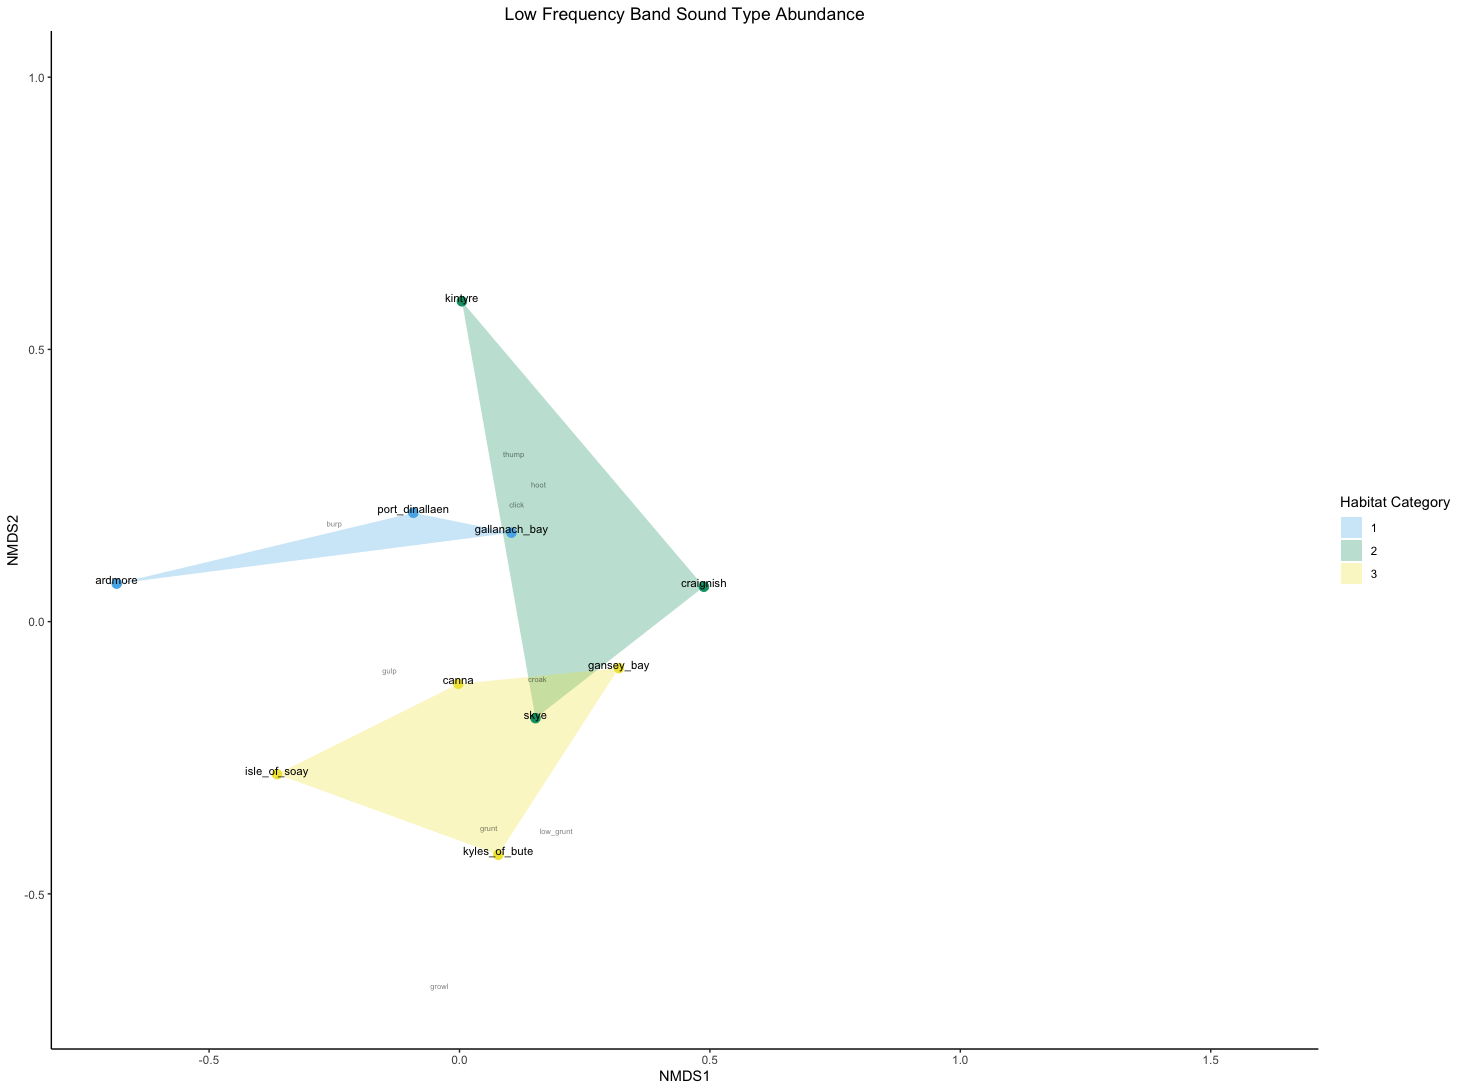 Low Frequency Band Sound Type Abundance
1.0
0.5
0.0
-0.5
NMDS2
kintyre
thump
hoot
click
port_dinallaen
burp
gallanach_bay
ardmore
craignish
gansey_bay
gulp
canna
croak
skye
isle_of_soay
grunt
low_grunt
kyles_of_bute
growl
-0.5
0.0
0.5
1.0
1.5
NMDS1
Habitat Category
1
2
3